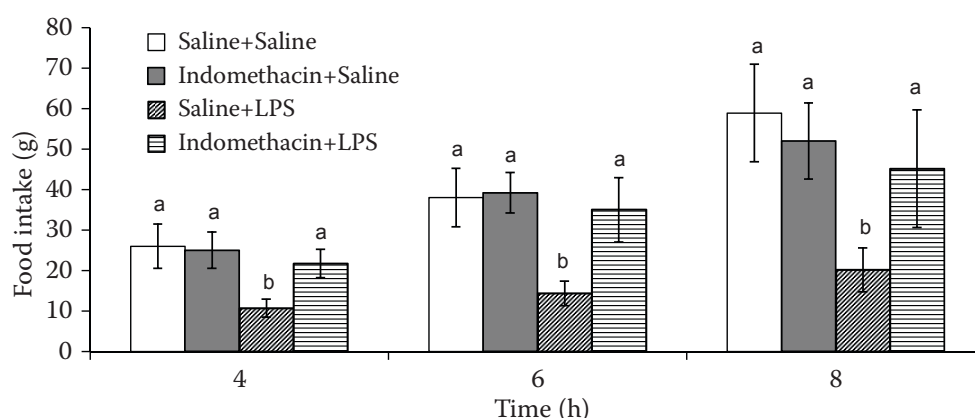 80
70
60
50
40
30
20
10
0
Food intake (g)
Saline+Saline
Indomethacin+Saline
Saline+LPS
Indomethacin+LPS
a
a
b
a
a
a
b
a
a
a
b
a
4
6
8
Time (h)